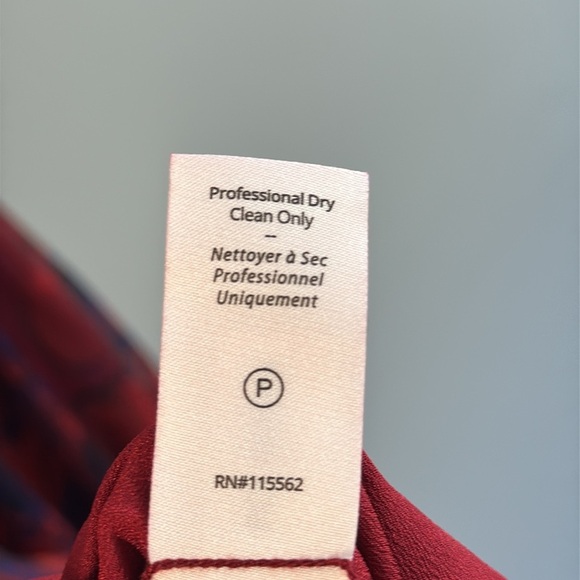 Professional Dry
Clean Only
–
Nettoyer à Sec
Professionnel
Uniquement
P
RN#115562